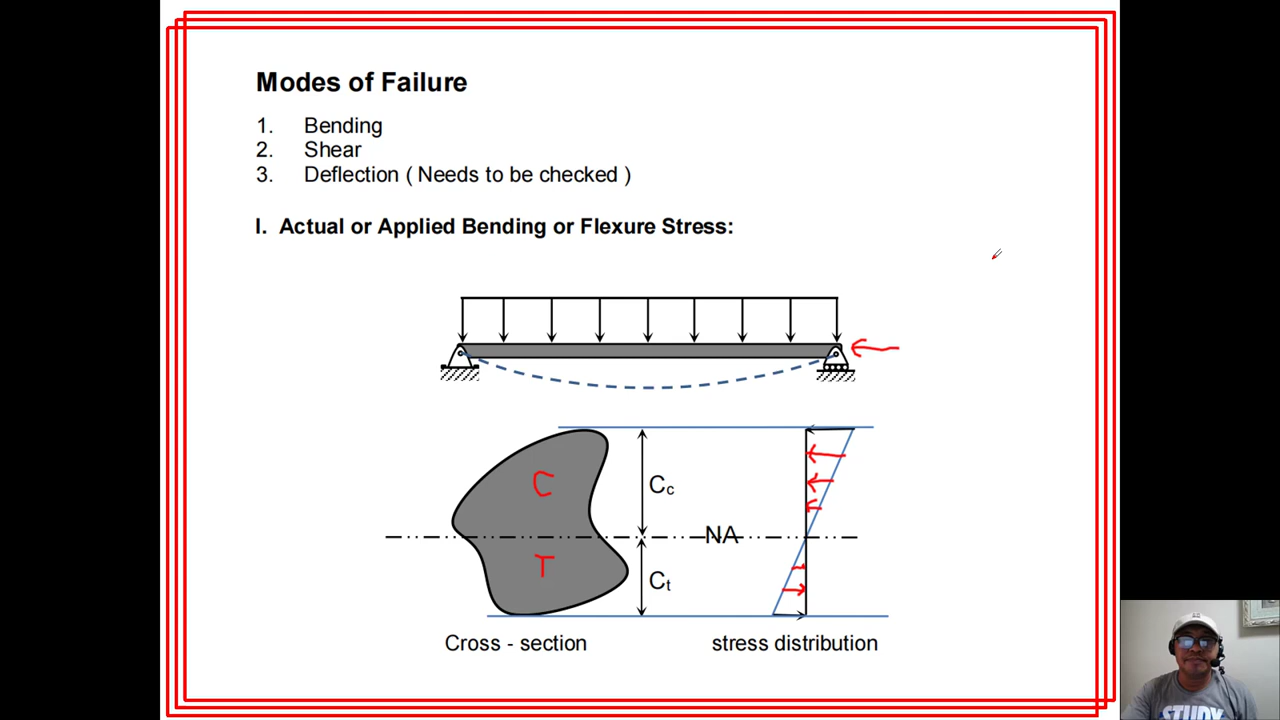 Modes of Failure
1. Bending
2. Shear
3. Deflection ( Needs to be checked )
I. Actual or Applied Bending or Flexure Stress:
C
Cc
NA
T
Ct
Cross - section
stress distribution
STUDY